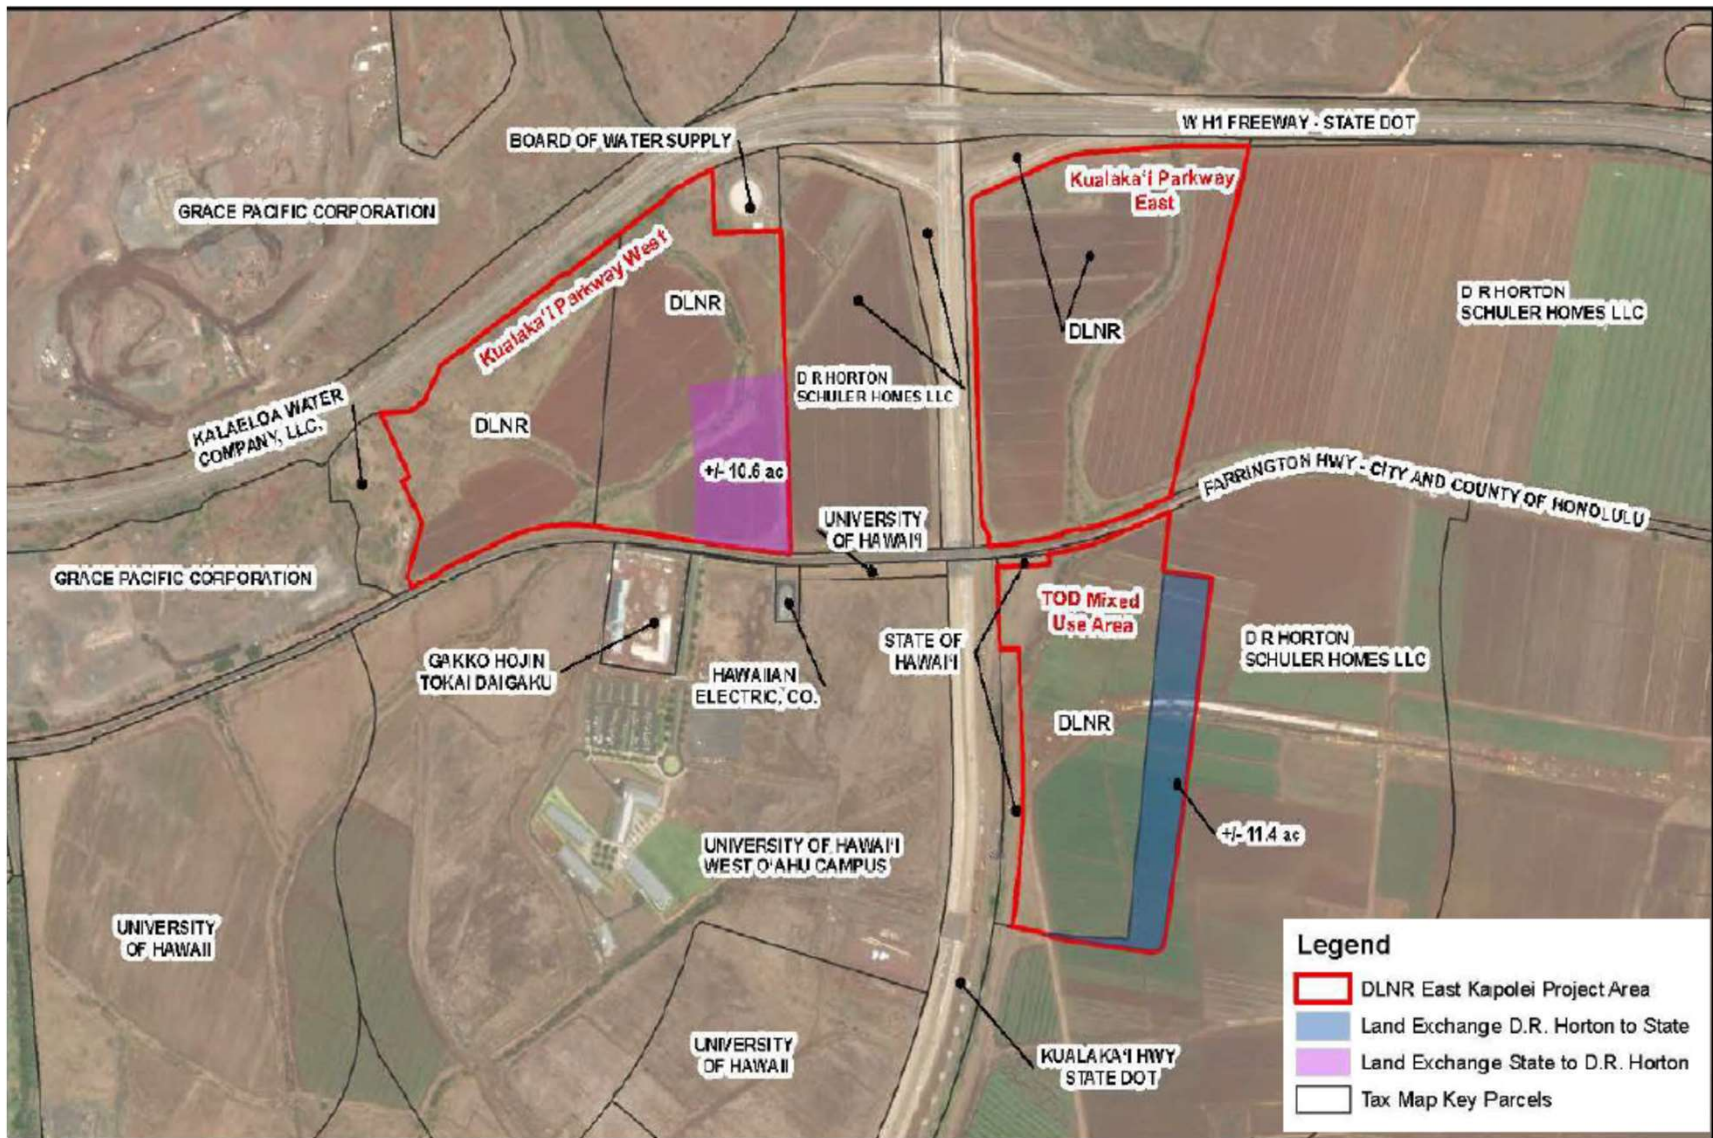 W H1 FREEWAY - STATE DOT
BOARD OF WATER SUPPLY
Kualaka'i Parkway
East
GRACE PACIFIC CORPORATION
Kualaka'i Parkway West
DLNR
DLNR
D R HORTON
SCHULER HOMES LLC
D R HORTON
SCHULER HOMES LLC
KALAELOA WATER
COMPANY, LLC.
DLNR
+/- 10.6 ac
FARRINGTON HWY - CITY AND COUNTY OF HONOLULU
UNIVERSITY
OF HAWAI'I
GRACE PACIFIC CORPORATION
TOD Mixed
Use Area
STATE OF
HAWAI'I
D R HORTON
SCHULER HOMES LLC
GAKKO HOJIN
TOKAI DAIGAKU
HAWAIIAN
ELECTRIC, CO.
DLNR
+/- 11.4 ac
UNIVERSITY OF HAWAI'I
WEST O'AHU CAMPUS
UNIVERSITY
OF HAWAII
UNIVERSITY
OF HAWAII
KUALAKA'I HWY
STATE DOT
Legend
DLNR East Kapolei Project Area
Land Exchange D.R. Horton to State
Land Exchange State to D.R. Horton
Tax Map Key Parcels